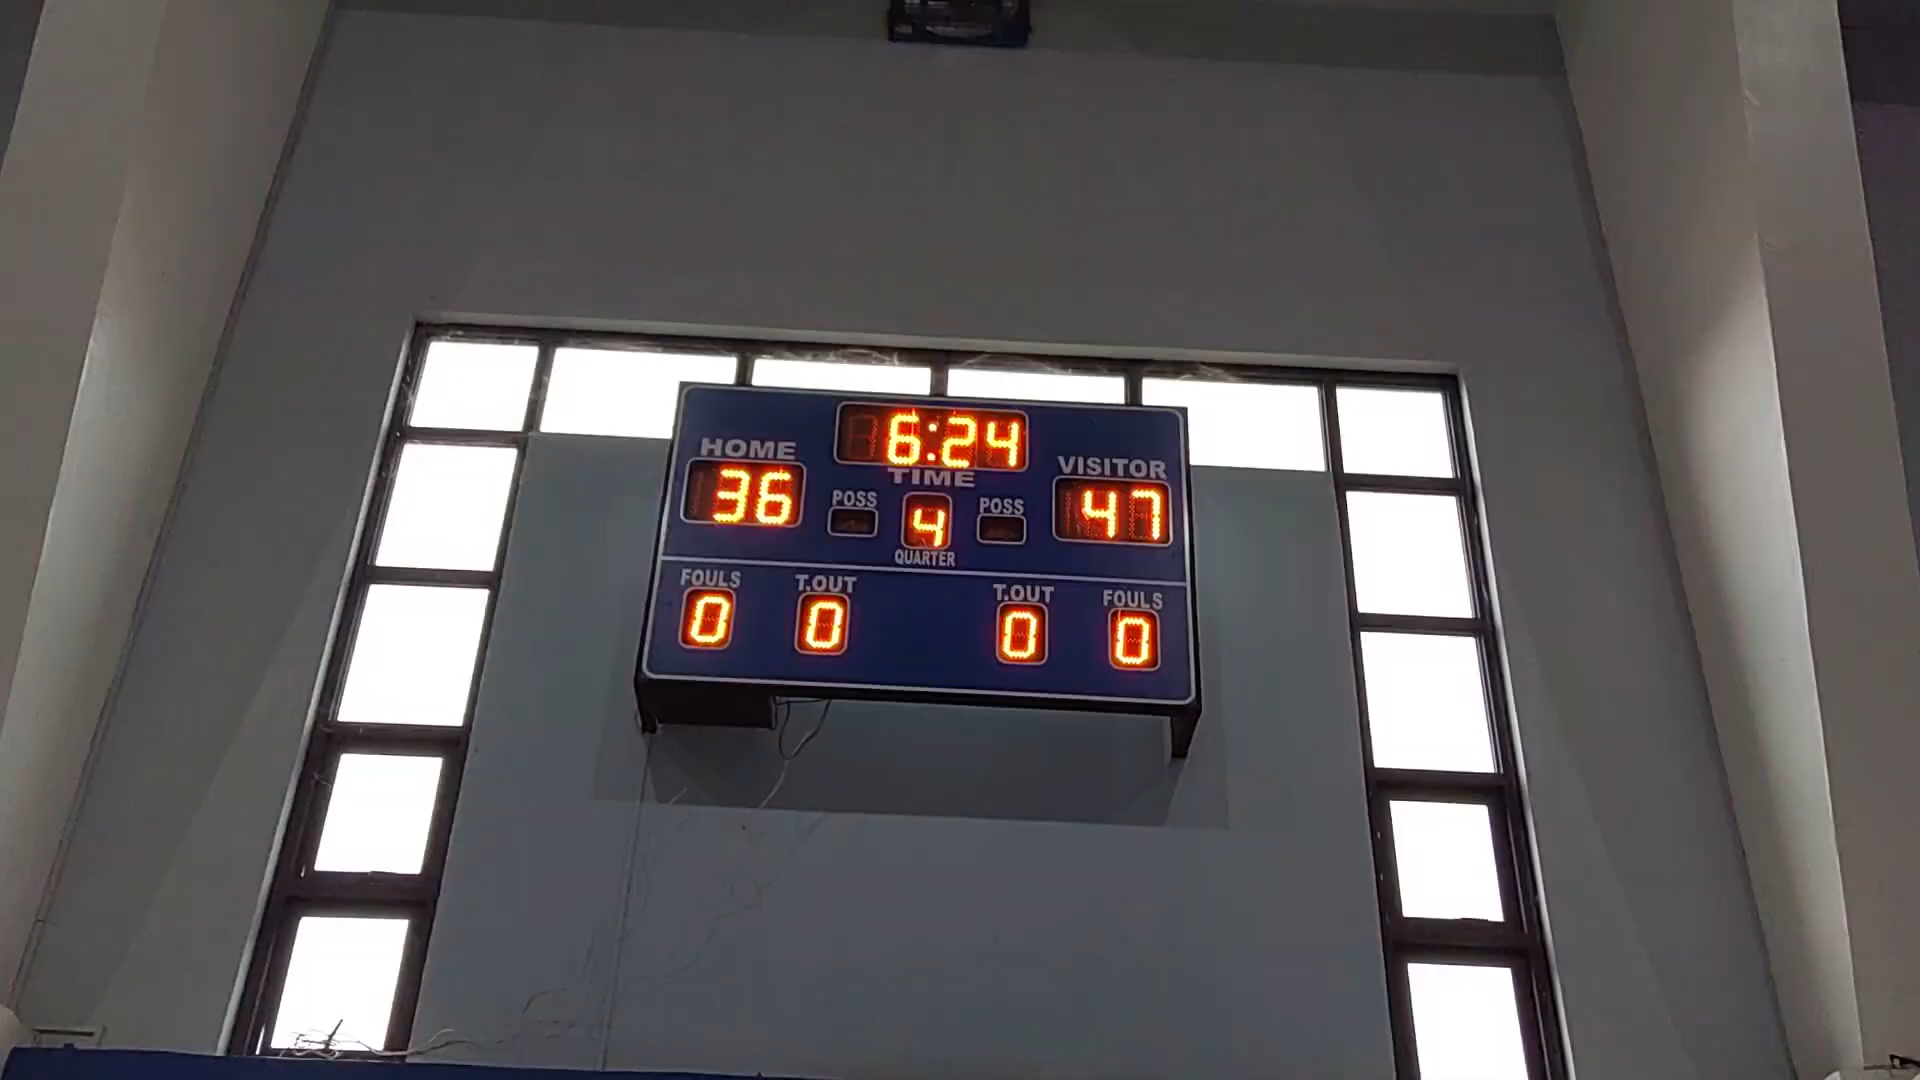 6:24
TIME
HOME
VISITOR
36
47
POSS
POSS
4
QUARTER
FOULS
T.OUT
T.OUT
FOULS
0
0
0
0